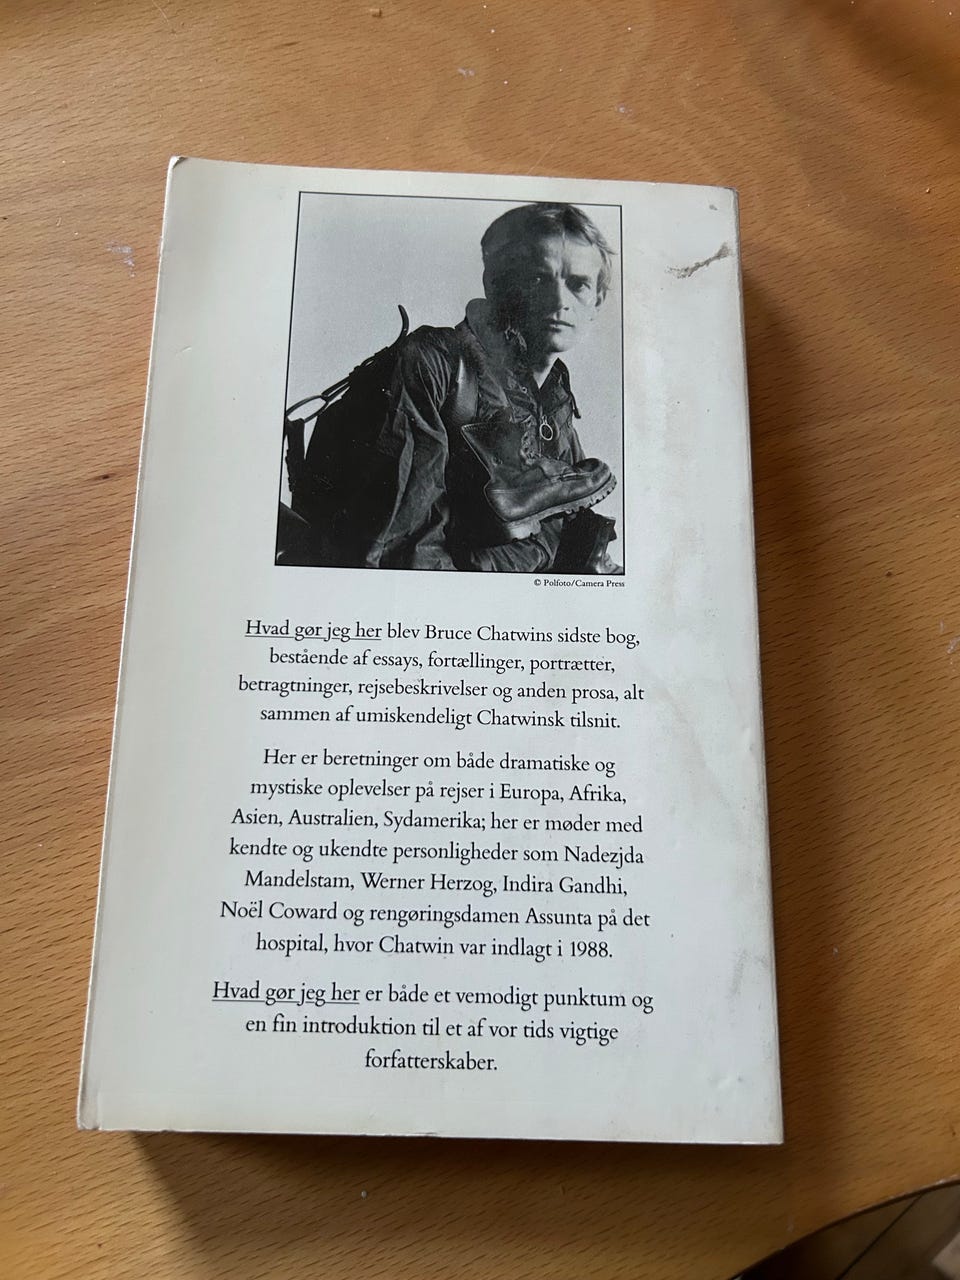 © Polfoto/Camera Press
Hvad gør jeg her blev Bruce Chatwins sidste bog,
bestående af essays, fortællinger, portrætter,
betragtninger, rejsebeskrivelser og anden prosa, alt
sammen af umiskendeligt Chatwinsk tilsnit.
Her er beretninger om både dramatiske og
mystiske oplevelser på rejser i Europa, Afrika,
Asien, Australien, Sydamerika; her er møder med
kendte og ukendte personligheder som Nadezjda
Mandelstam, Werner Herzog, Indira Gandhi,
Noël Coward og rengøringsdamen Assunta på det
hospital, hvor Chatwin var indlagt i 1988.
Hvad gør jeg her er både et vemodigt punktum og
en fin introduktion til et af vor tids vigtige
forfatterskaber.